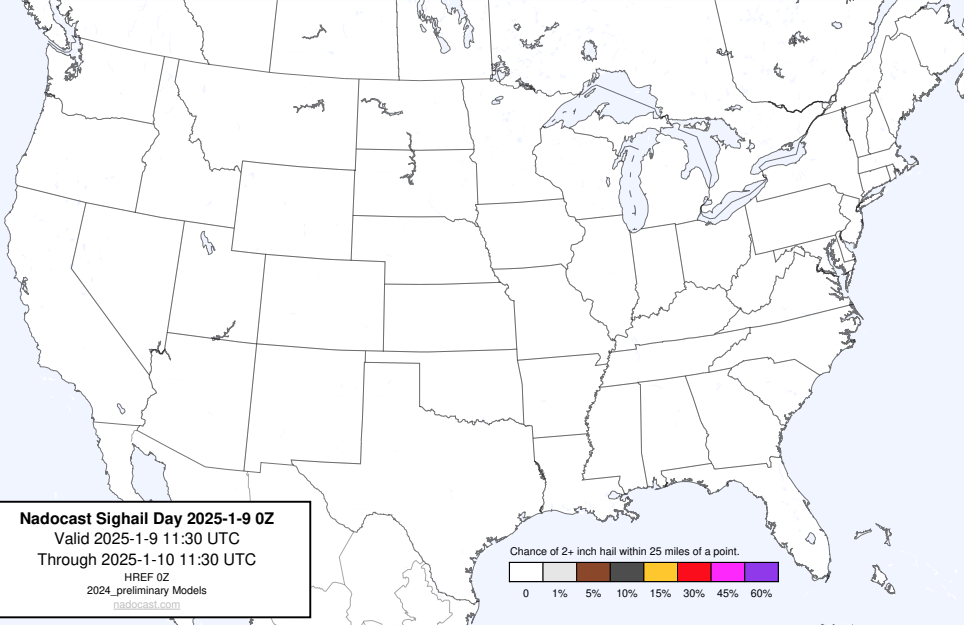 Nadocast Sighail Day 2025-1-9 0Z
Valid 2025-1-9 11:30 UTC
Through 2025-1-10 11:30 UTC
HREF 0Z
2024_preliminary Models
nadocast.com
Chance of 2+ inch hail within 25 miles of a point.
0 1% 5% 10% 15% 30% 45% 60%